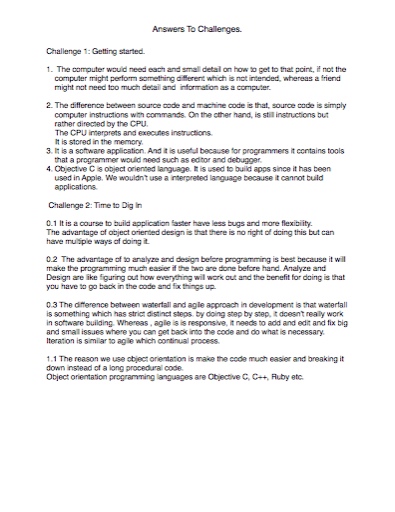 Answers To Challenges.
Challenge 1: Getting started.
1. The computer would need each and small detail on how to get to that point, if not the
computer might perform something different which is not intended, whereas a friend
might not need too much detail and information as a computer.
2. The difference between source code and machine code is that, source code is simply
computer instructions with commands. On the other hand, is still instructions but
rather directed by the CPU.
The CPU interprets and executes instructions.
It is stored in the memory.
3. It is a software application. And it is useful because for programmers it contains tools
that a programmer would need such as editor and debugger.
4. Objective C is object oriented language. It is used to build apps since it has been
used in Apple. We wouldn't use a interpreted language because it cannot build
applications.
Challenge 2: Time to Dig In
0.1 It is a course to build application faster have less bugs and more flexibility.
The advantage of object oriented design is that there is no right of doing this but can
have multiple ways of doing it.
0.2 The advantage of to analyze and design before programming is best because it will
make the programming much easier if the two are done before hand. Analyze and
Design are like figuring out how everything will work out and the benefit for doing is that
you have to go back in the code and fix things up.
0.3 The difference between waterfall and agile approach in development is that waterfall
is something which has strict distinct steps. by doing step by step, it doesn't really work
in software building. Whereas , agile is is responsive, it needs to add and edit and fix big
and small issues where you can get back into the code and do what is necessary.
Iteration is similar to agile which continual process.
1.1 The reason we use object orientation is make the code much easier and breaking it
down instead of a long procedural code.
Object orientation programming languages are Objective C, C++, Ruby etc.